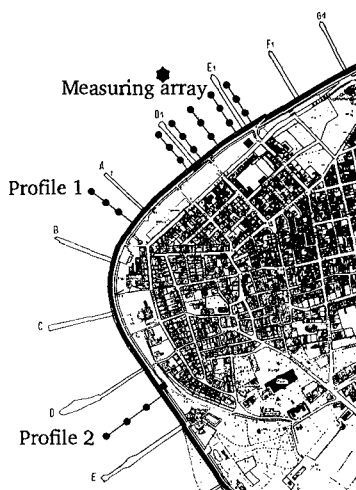 G1
F1
E1
Measuring array
D1
A
Profile 1
B
C
D
Profile 2
E